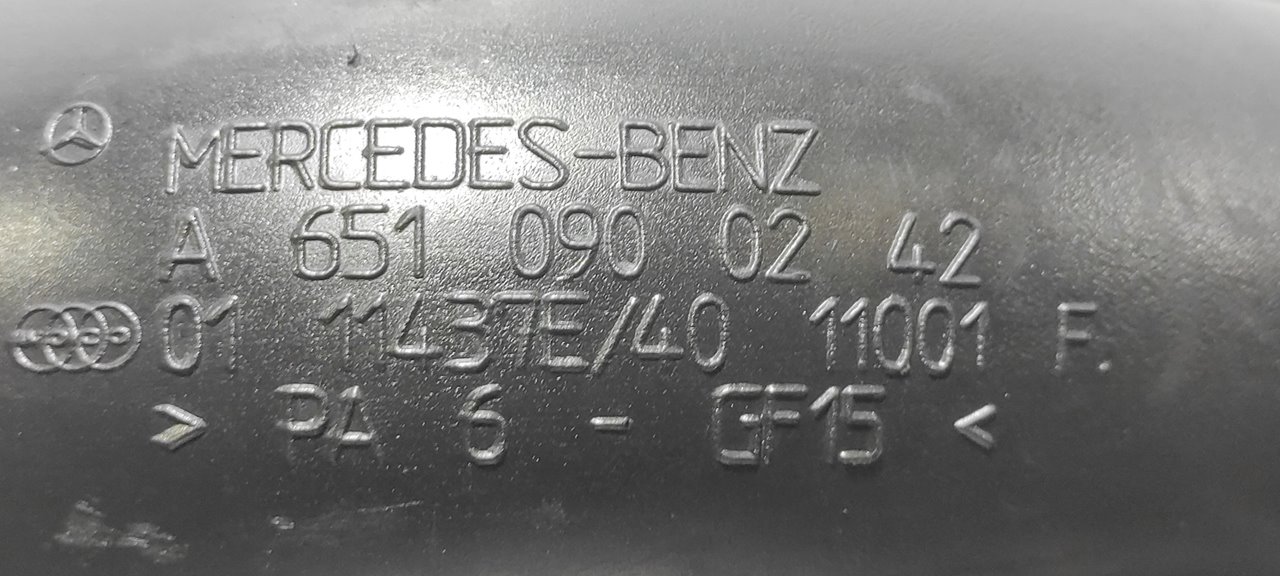 MERCEDES-BENZ
A 651 090 02 42
01 11437E/40 11001 F.
> PA 6 - GF15 <